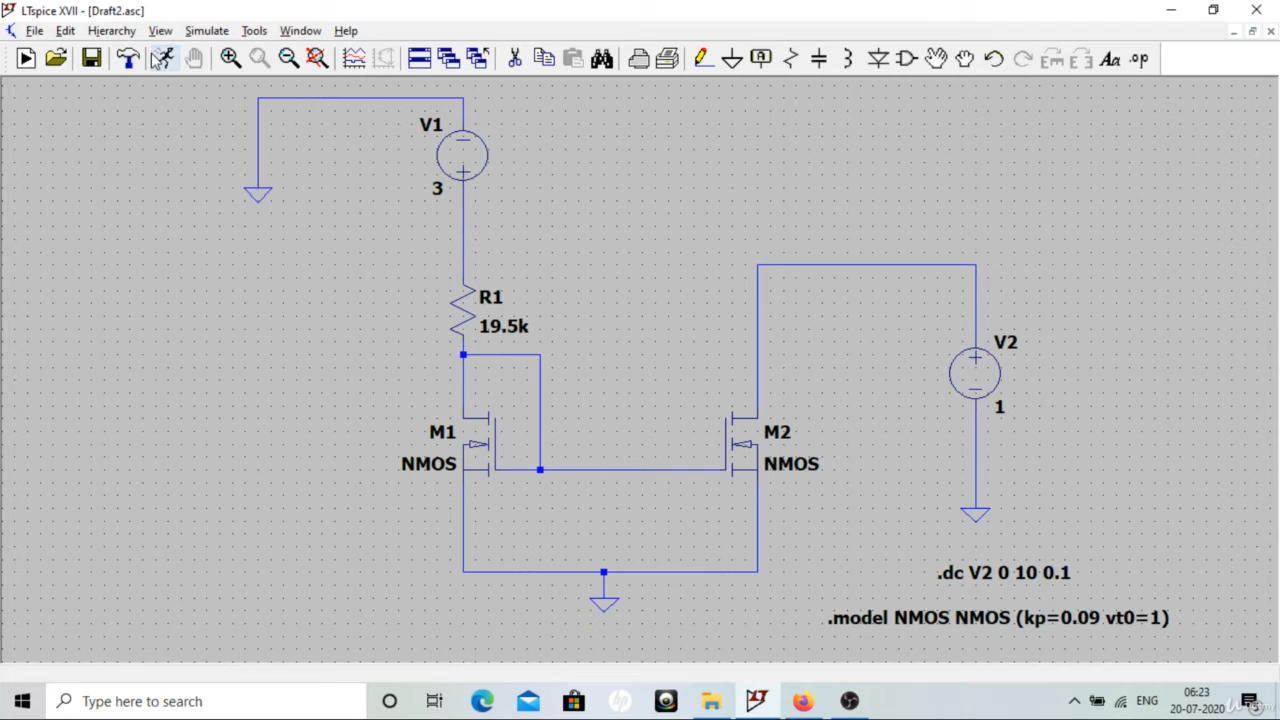 LTspice XVII - [Draft2.asc]
File Edit Hierarchy View Simulate Tools Window Help
Aa .op
V1
3
R1
19.5k
V2
1
M1
NMOS
M2
NMOS
.dc V2 0 10 0.1
.model NMOS NMOS (kp=0.09 vt0=1)
Type here to search
ENG
06:23
20-07-2020